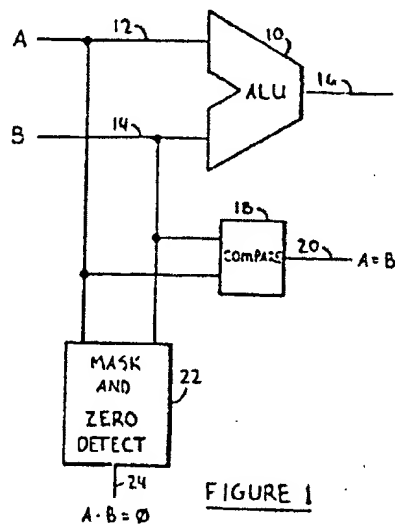 A 12 10
ALU 16
B 14
18
COMPARE 20 A=B
MASK
AND 22
ZERO
DETECT
24
A·B=Ø
FIGURE 1